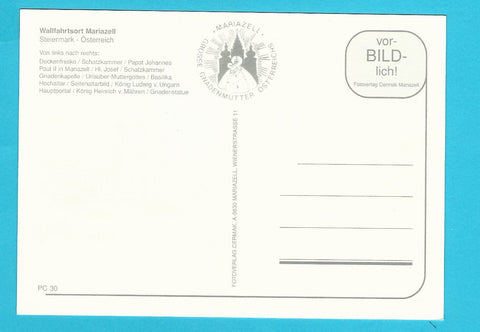 Wallfahrtsort Mariazell
Steiermark - Österreich
Von links nach rechts:
Deckenfresko / Schatzkammer / Papst Johannes
Paul II in Mariazell / Hl. Josef / Schatzkammer
Gnadenkapelle / Urlauber-Muttergottes / Basilika,
Hochaltar / Semmelarbeild / König Ludwig v. Ungarn
Hauptportal / König Heinrich v. Mähren / Gnadenstatue
· MARIAZELL ·
GROSSE GNADENMUTTER ÖSTERREICHS
vor-
BILD-
lich!
Fotoverlag Cermak Mariazell
FOTOVERLAG CERMAK, A-8630 MARIAZELL, WIENERSTRASSE 11
PC 30